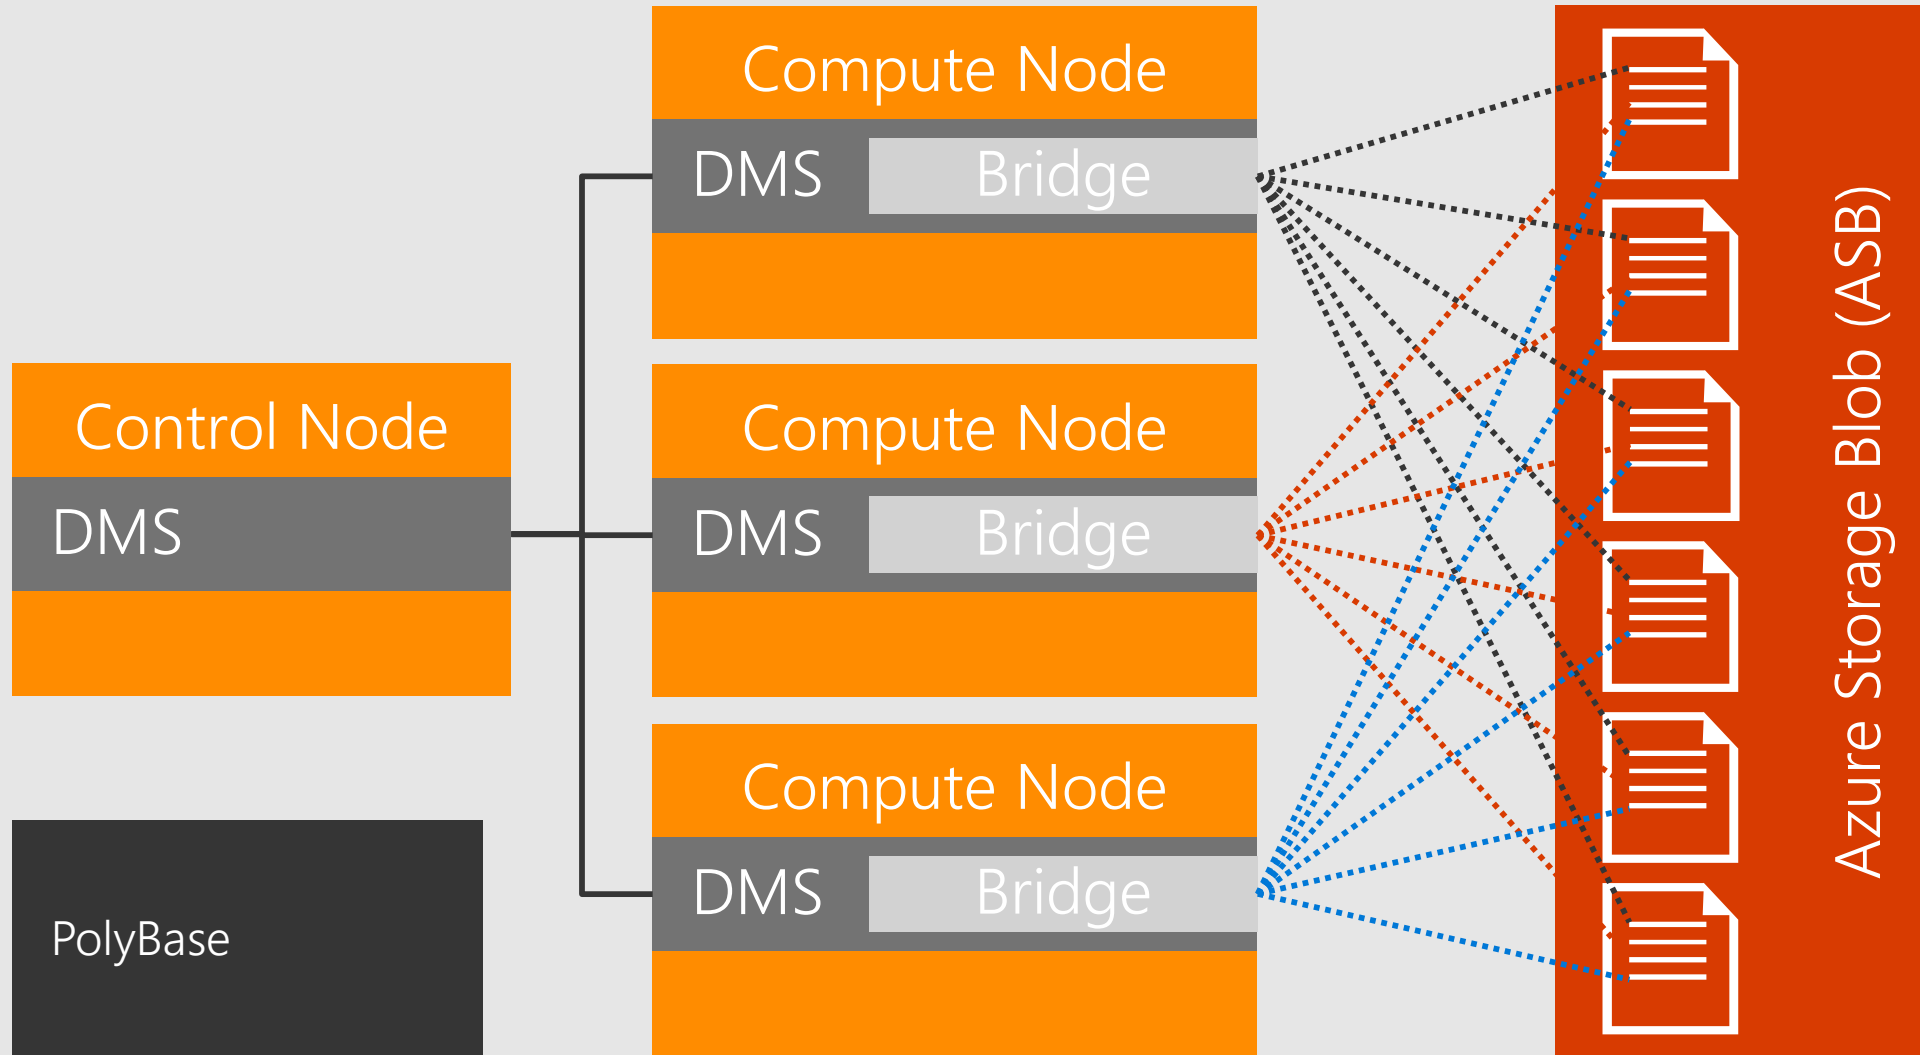 Compute Node
DMS
Bridge
Control Node
DMS
Compute Node
DMS
Bridge
Compute Node
DMS
Bridge
PolyBase
Azure Storage Blob (ASB)